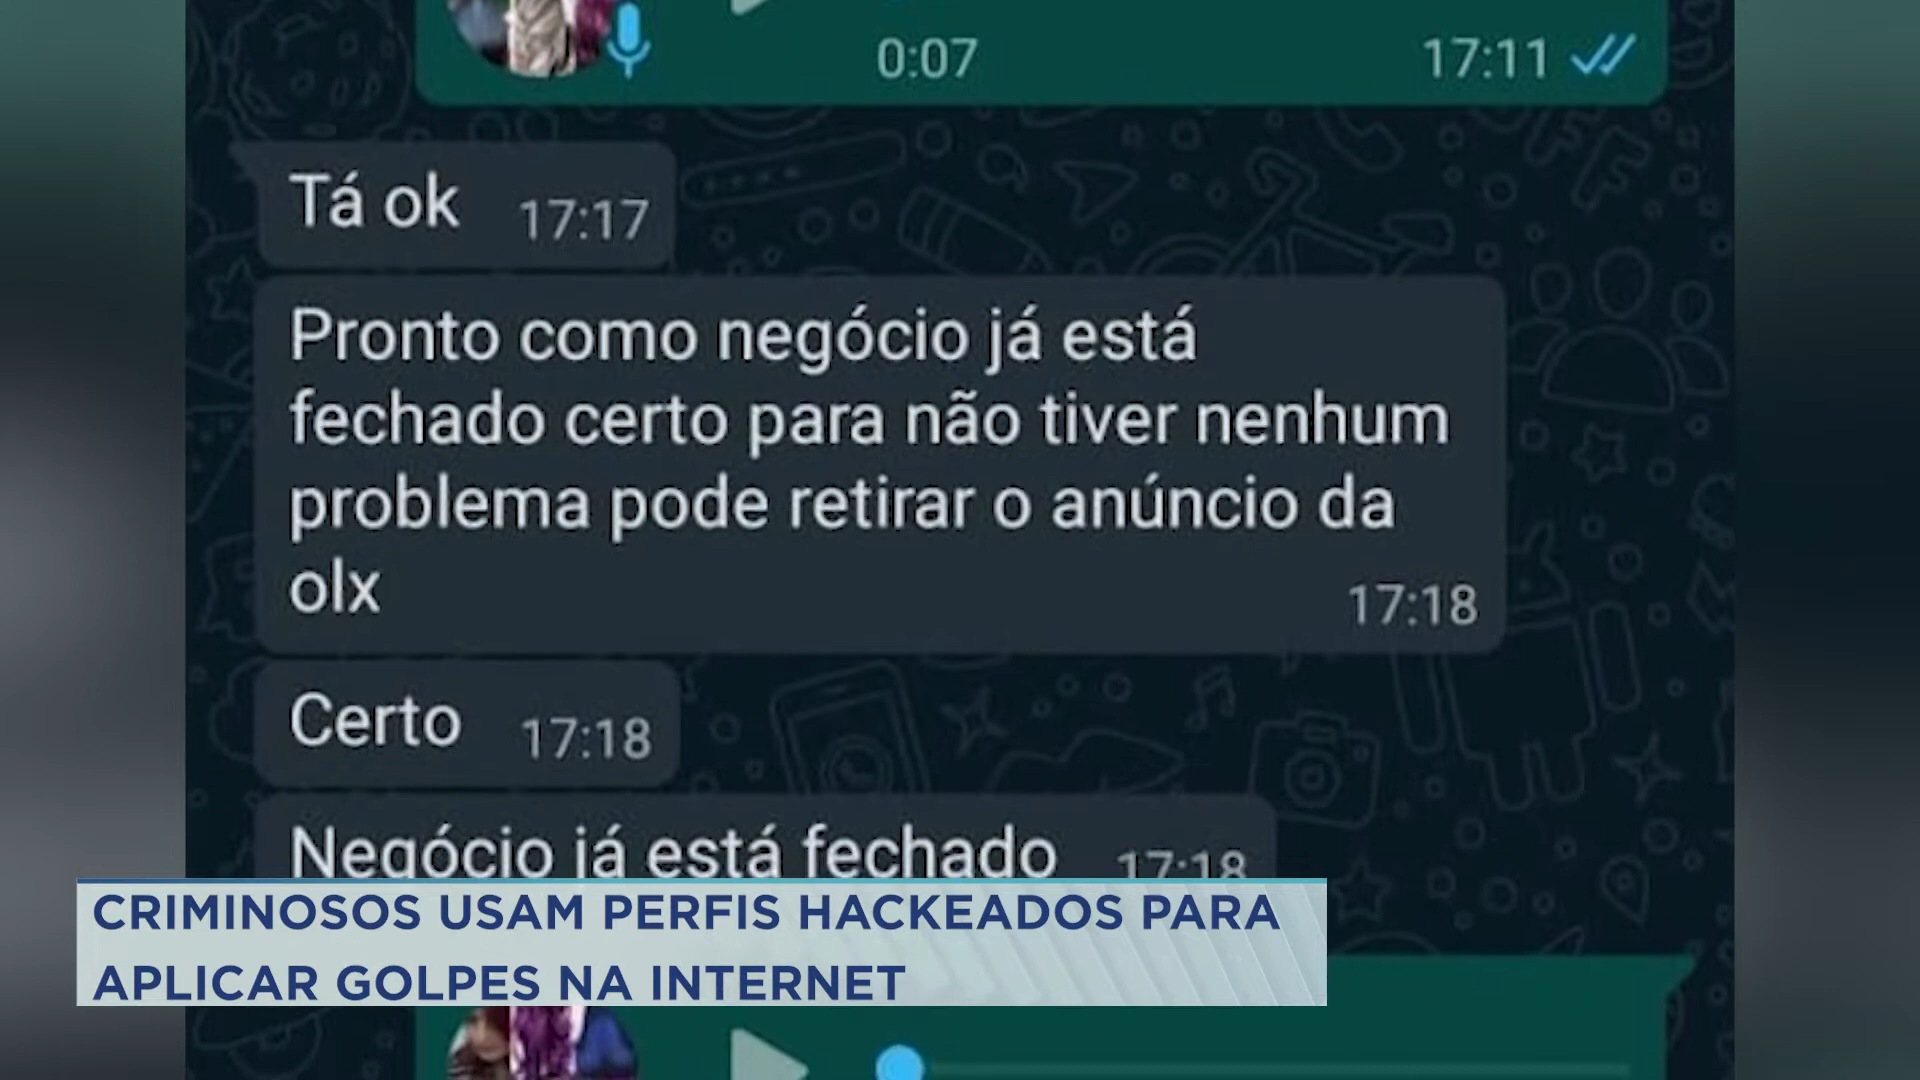 0:07
17:11
Tá ok 17:17
Pronto como negócio já está
fechado certo para não tiver nenhum
problema pode retirar o anúncio da
olx
17:18
Certo 17:18
Negócio já está fechado 17:18
CRIMINOSOS USAM PERFIS HACKEADOS PARA
APLICAR GOLPES NA INTERNET